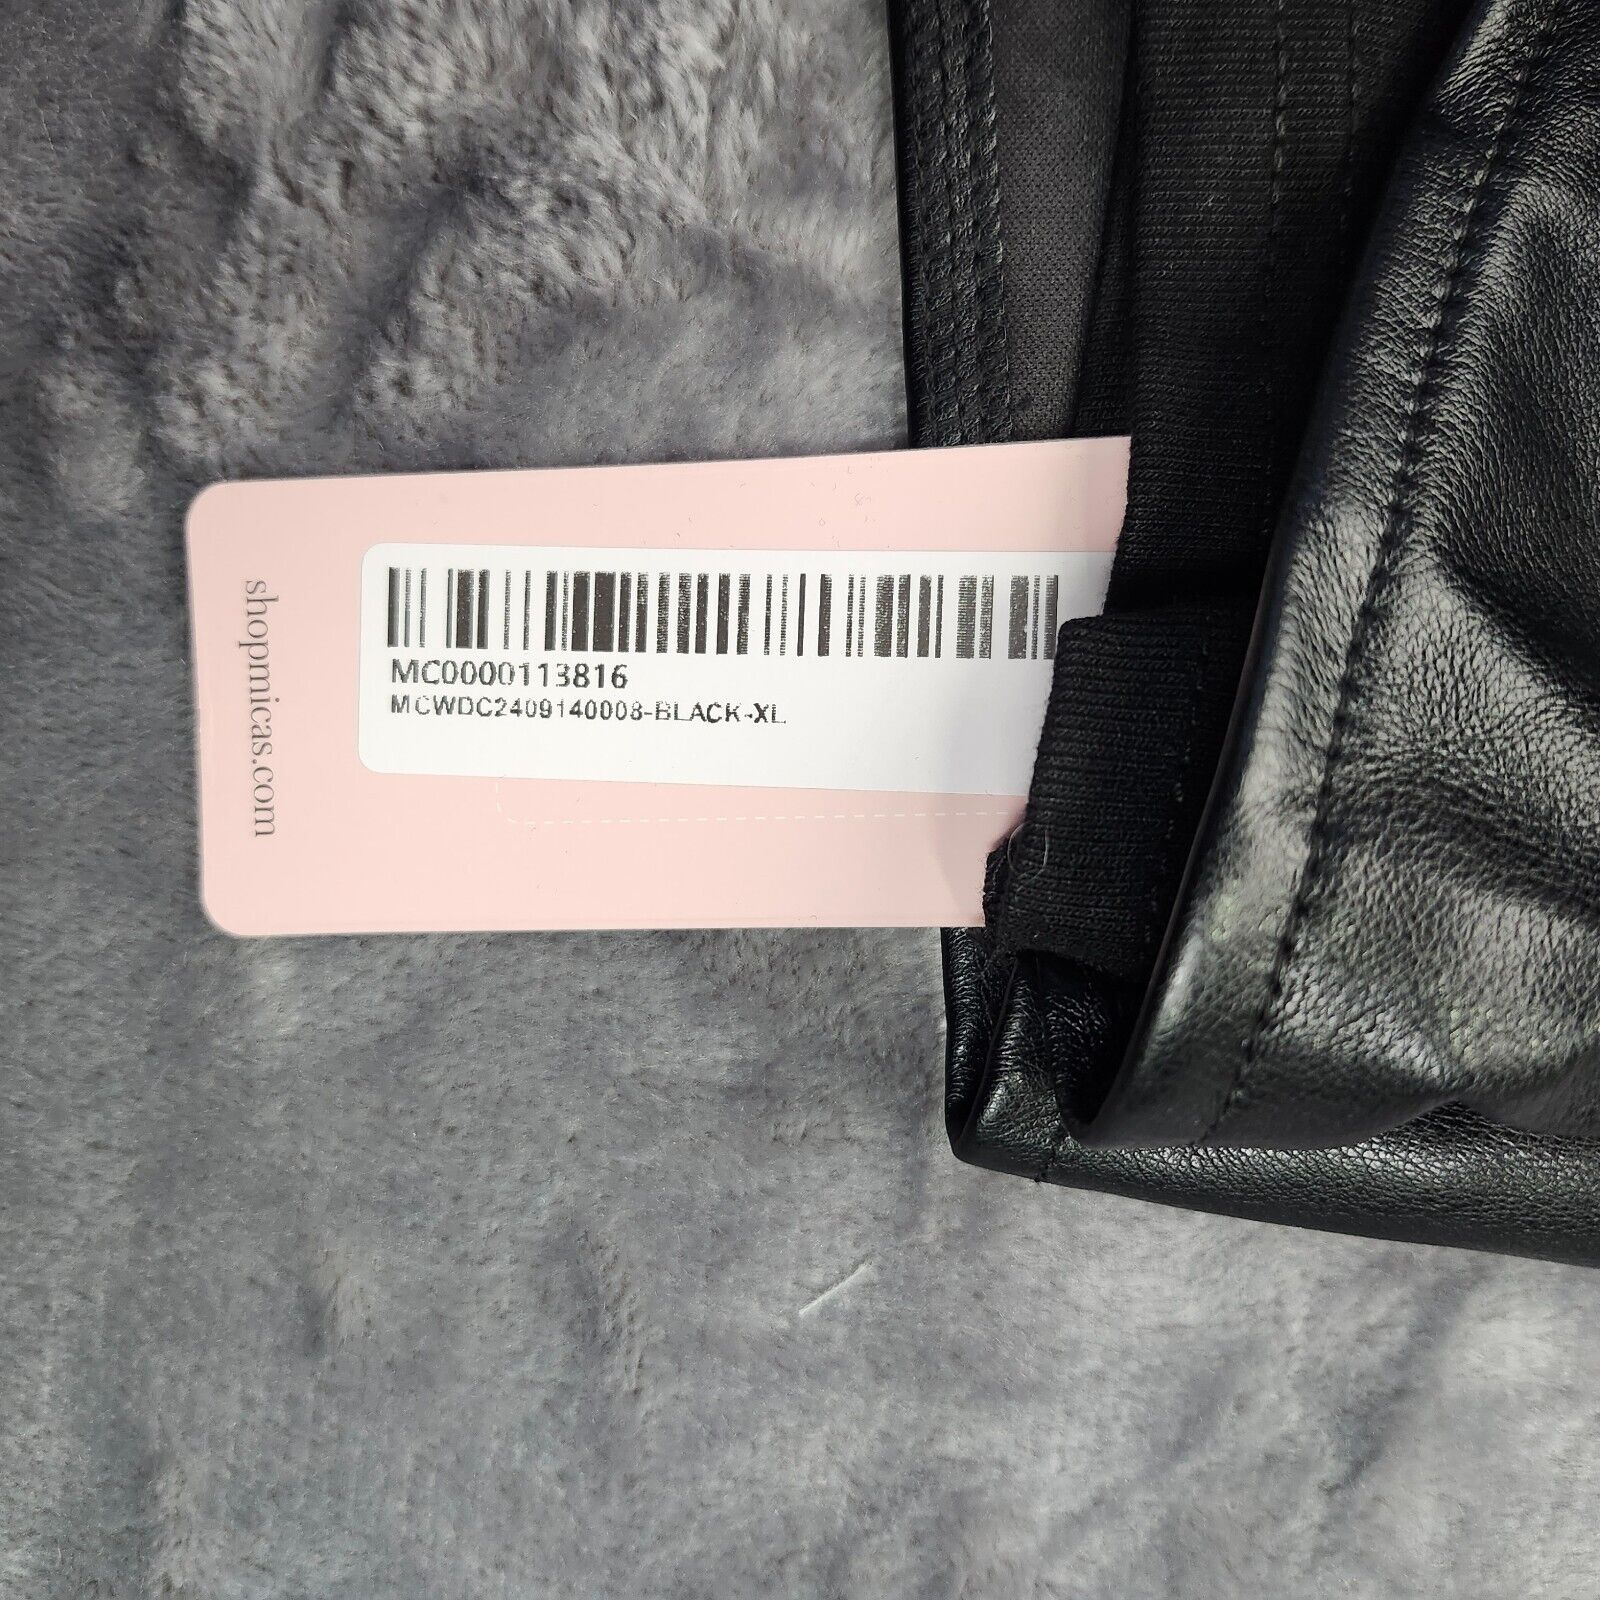 shopmicas.com
MC0000113816
MCWDC2409140008-BLACK-XL